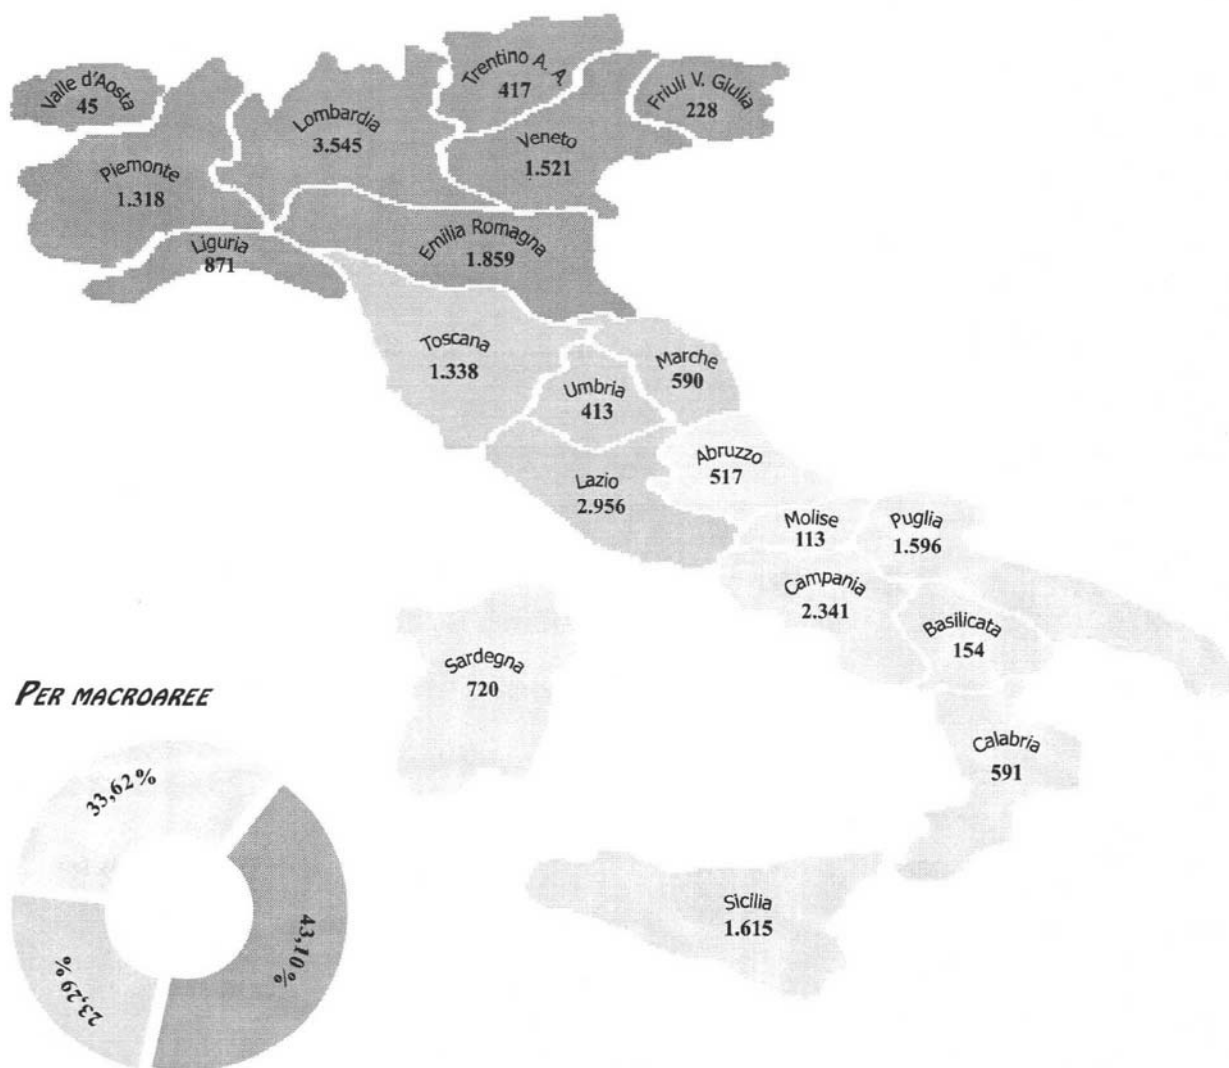 Valle d'Aosta
45
Piemonte
1.318
Liguria
871
Lombardia
3.545
Trentino A. A.
417
Veneto
1.521
Friuli V. Giulia
228
Emilia Romagna
1.859
Toscana
1.338
Umbria
413
Marche
590
Lazio
2.956
Abruzzo
517
Molise
113
Puglia
1.596
Campania
2.341
Basilicata
154
Sardegna
720
Calabria
591
Sicilia
1.615
PER MACROAREE
33,62%
43,10%
23,29%